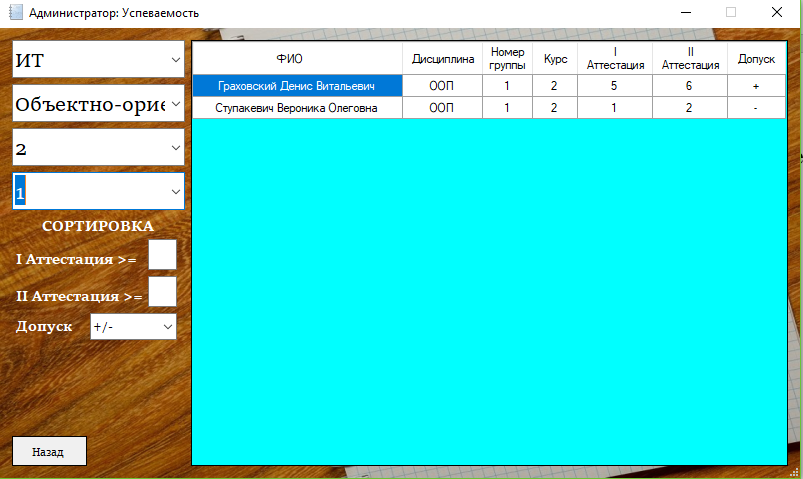 Администратор: Успеваемость
ИТ
Объектно-орие
2
1
СОРТИРОВКА
I Аттестация >=
II Аттестация >=
Допуск +/-
Назад
ФИО Дисциплина Номер группы Курс I Аттестация II Аттестация Допуск
Граховский Денис Витальевич ООП 1 2 5 6 +
Ступакевич Вероника Олеговна ООП 1 2 1 2 -